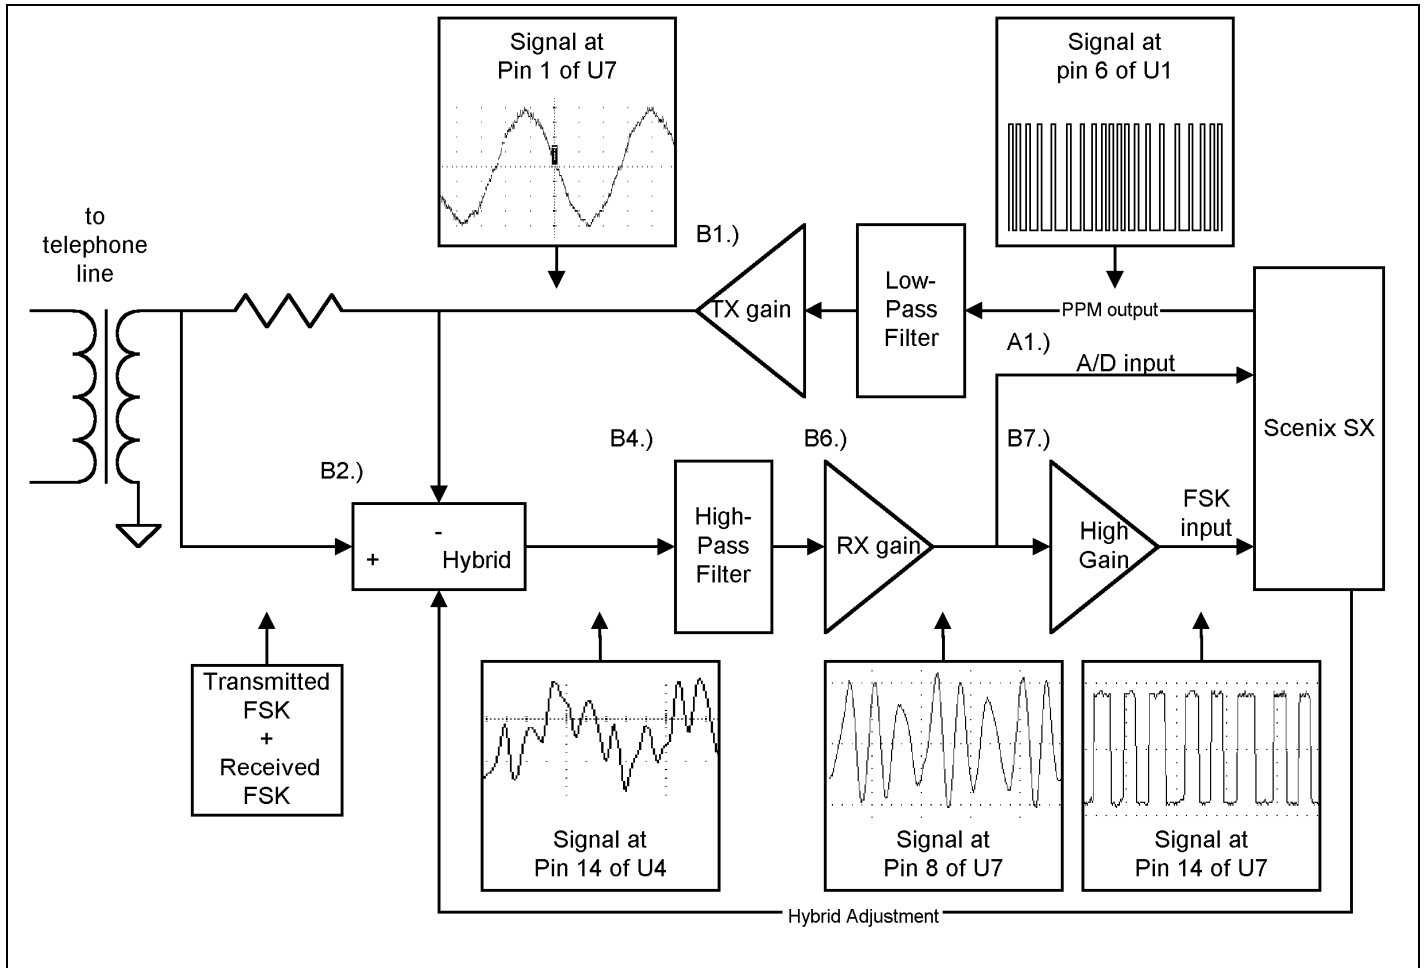 Signal at
Pin 1 of U7
Signal at
pin 6 of U1
to
telephone
line
B1.)
TX gain
Low-
Pass
Filter
PPM output
A1.)
A/D input
Scenix SX
B2.)
-
+
Hybrid
B4.)
High-
Pass
Filter
B6.)
RX gain
B7.)
High
Gain
FSK
input
Transmitted
FSK
+
Received
FSK
Signal at
Pin 14 of U4
Signal at
Pin 8 of U7
Signal at
Pin 14 of U7
Hybrid Adjustment